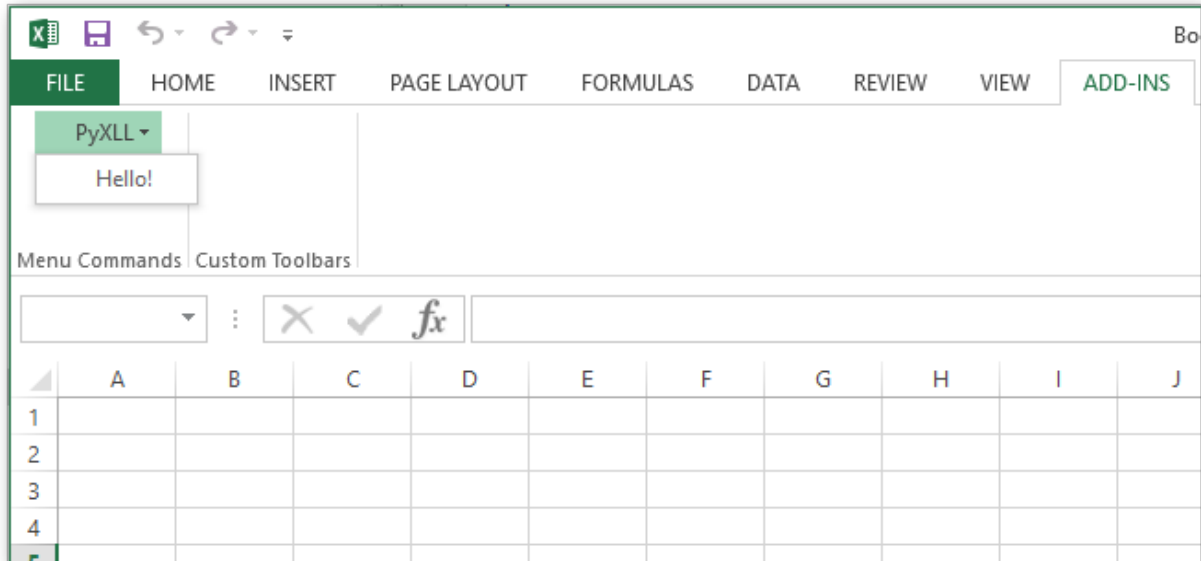 Bo
FILE HOME INSERT PAGE LAYOUT FORMULAS DATA REVIEW VIEW ADD-INS
PyXLL
Hello!
Menu Commands Custom Toolbars
fx
A B C D E F G H I J
1
2
3
4
5